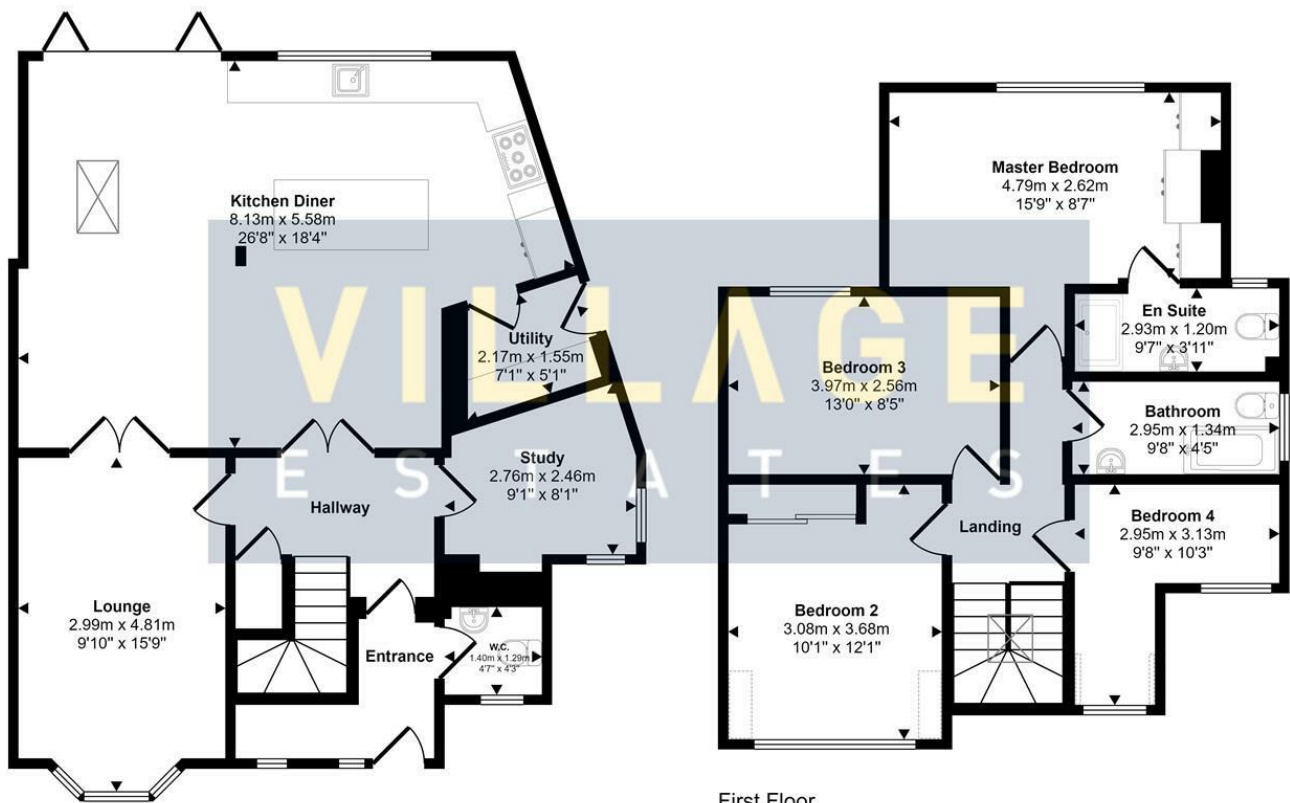 Kitchen Diner
8.13m x 5.58m
26'8" x 18'4"
Utility
2.17m x 1.55m
7'1" x 5'1"
Study
2.76m x 2.46m
9'1" x 8'1"
Hallway
Lounge
2.99m x 4.81m
9'10" x 15'9"
Entrance
W.C.
1.40m x 1.29m
4'7" x 4'3"
Master Bedroom
4.79m x 2.62m
15'9" x 8'7"
En Suite
2.93m x 1.20m
9'7" x 3'11"
Bedroom 3
3.97m x 2.56m
13'0" x 8'5"
Bathroom
2.95m x 1.34m
9'8" x 4'5"
Landing
Bedroom 4
2.95m x 3.13m
9'8" x 10'3"
Bedroom 2
3.08m x 3.68m
10'1" x 12'1"
First Floor
VILLAGE
ESTATES